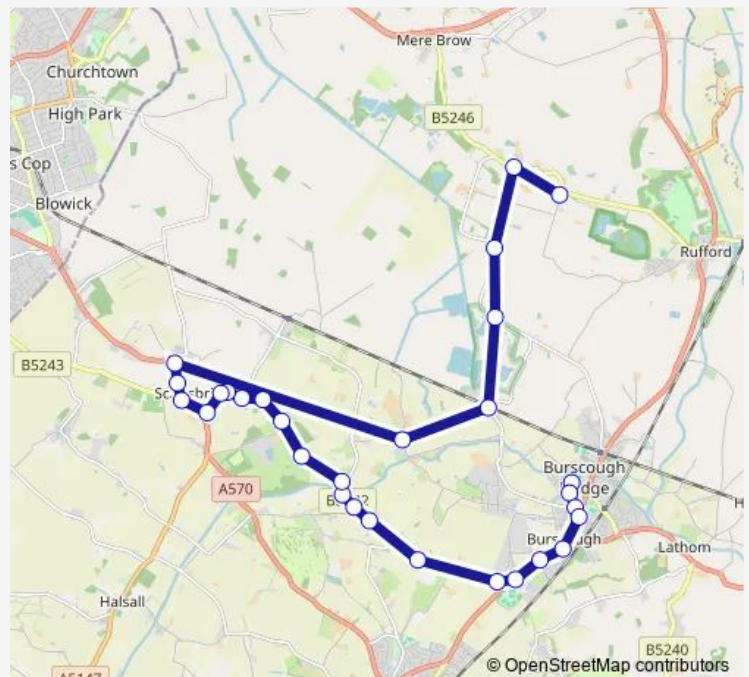 Mere Brow
Churchtown
High Park
B5246
s Cop
Blowick
Rufford
B5243
A570
Burscough
Lathom
Halsall
B5240
© OpenStreetMap contributors